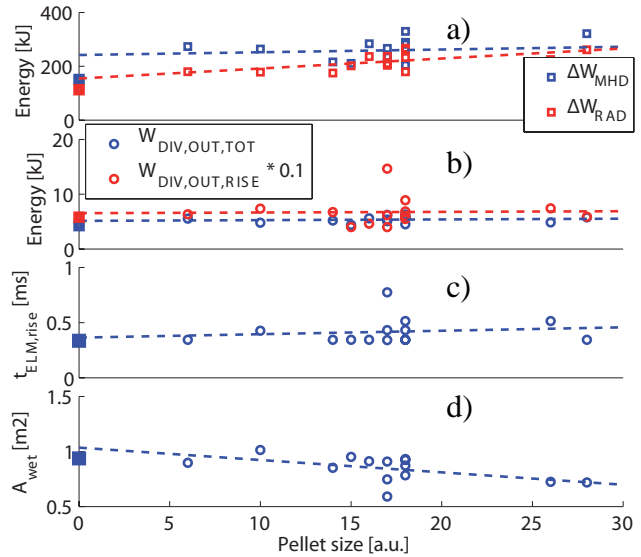 a)
400
200
0
Energy [kJ]
ΔW_MHD
ΔW_RAD
b)
20
10
0
Energy [kJ]
W_DIV,OUT,TOT
W_DIV,OUT,RISE * 0.1
c)
1
0.5
0
t_ELM,rise [ms]
d)
1.5
1
0.5
A_wet [m2]
0 5 10 15 20 25 30
Pellet size [a.u.]